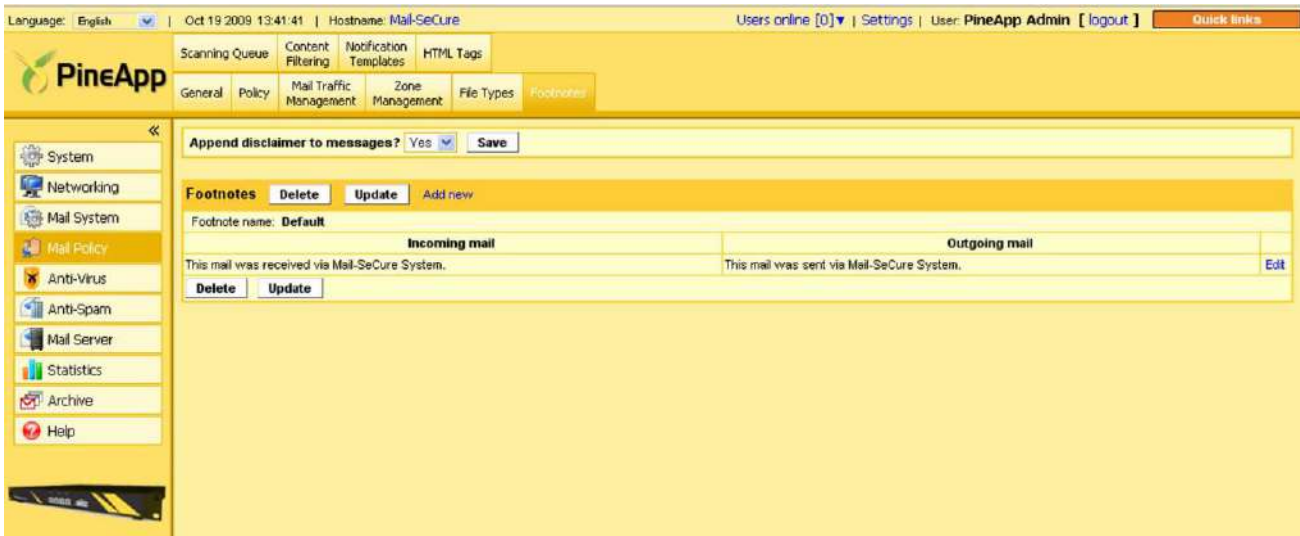 Language: English | Oct 19 2009 13:41:41 | Hostname: Mail-SeCure Users online [0]▼ | Settings | User: PineApp Admin [ logout ] Quick links
PineApp
Scanning Queue Content Filtering Notification Templates HTML Tags
General Policy Mail Traffic Management Zone Management File Types Footnotes
«
System
Networking
Mail System
Mail Policy
Anti-Virus
Anti-Spam
Mail Server
Statistics
Archive
Help
Append disclaimer to messages? Yes Save
Footnotes Delete Update Add new
Footnote name: Default
Incoming mail Outgoing mail
This mail was received via Mail-SeCure System. This mail was sent via Mail-SeCure System. Edit
Delete Update